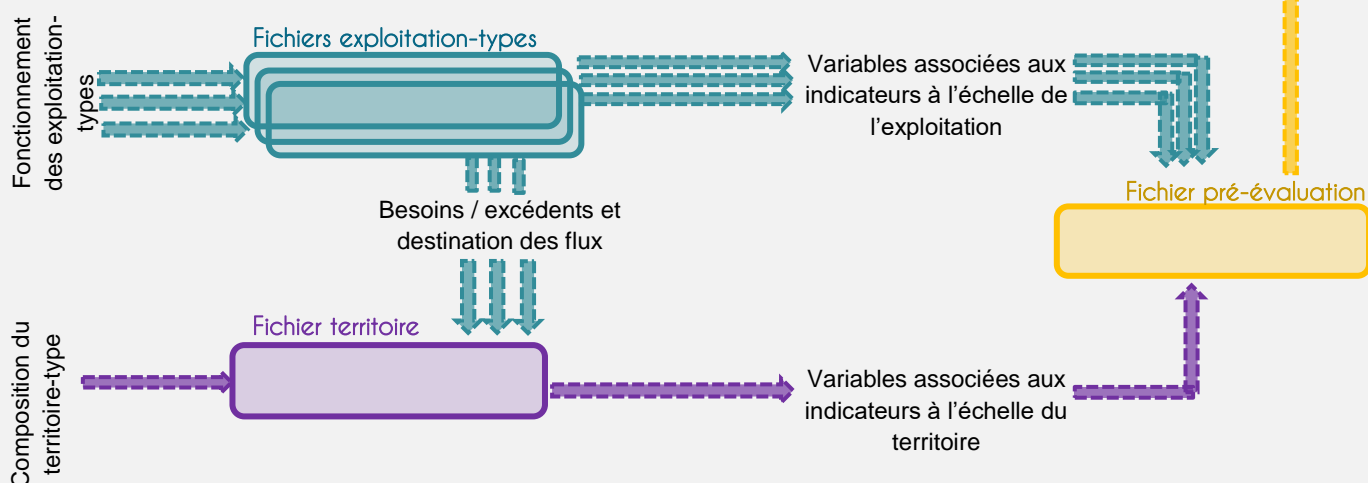 Fonctionnement
des exploitation-
types
Fichiers exploitation-types
Variables associées aux
indicateurs à l'échelle de
l'exploitation
Fichier pré-évaluation
Besoins / excédents et
destination des flux
Composition du
territoire-type
Fichier territoire
Variables associées aux
indicateurs à l'échelle du
territoire